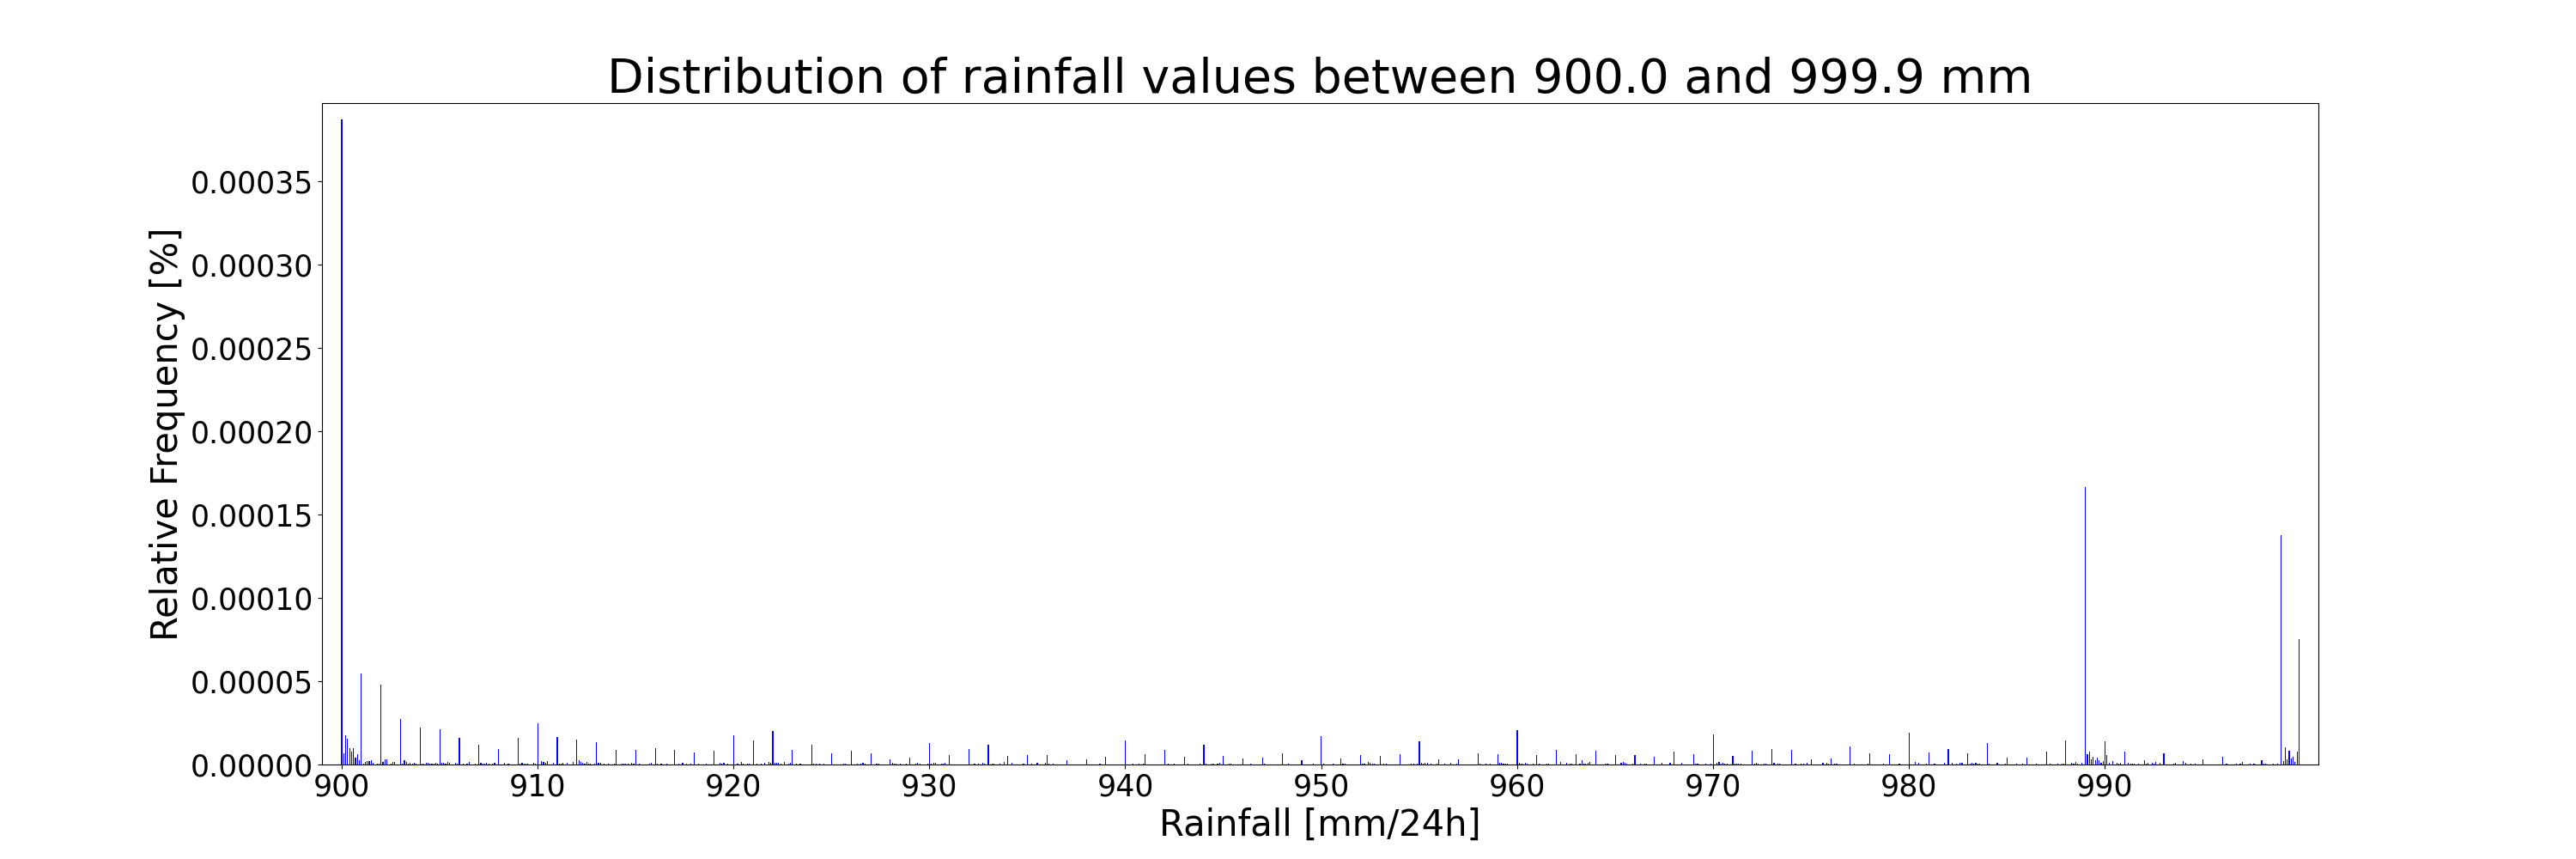 Distribution of rainfall values between 900.0 and 999.9 mm
Relative Frequency [%]
0.00035
0.00030
0.00025
0.00020
0.00015
0.00010
0.00005
0.00000
900 910 920 930 940 950 960 970 980 990
Rainfall [mm/24h]